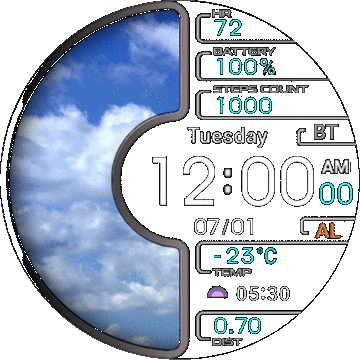 HR
72
BATTERY
100%
STEPS COUNT
1000
Tuesday BT
12:00 AM
00
07/01 AL
-23°C
TEMP
05:30
0.70
DIST